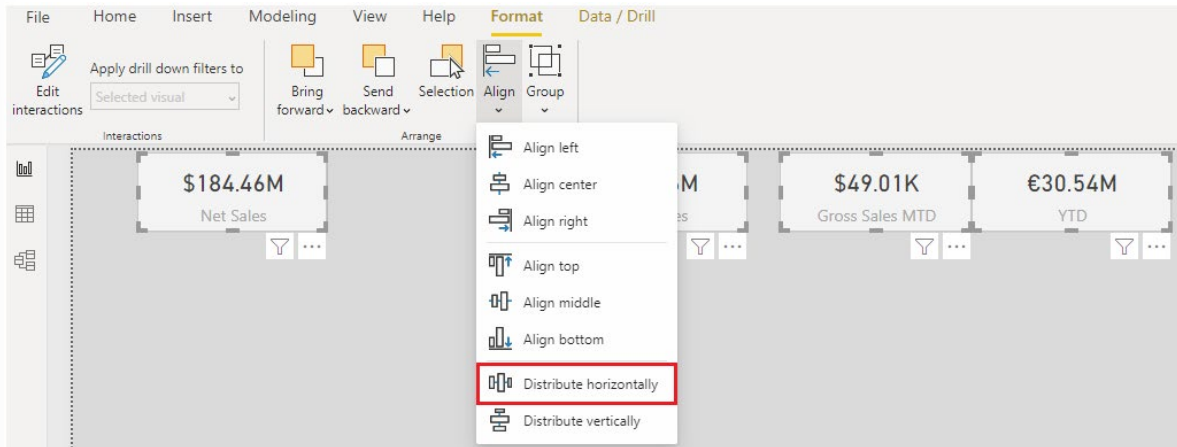 File Home Insert Modeling View Help Format Data / Drill
Apply drill down filters to
Edit interactions
Selected visual
Bring forward
Send backward
Selection
Align
Group
Interactions
Arrange
Align left
Align center
Align right
Align top
Align middle
Align bottom
Distribute horizontally
Distribute vertically
$184.46M
Net Sales
M
es
$49.01K
Gross Sales MTD
€30.54M
YTD